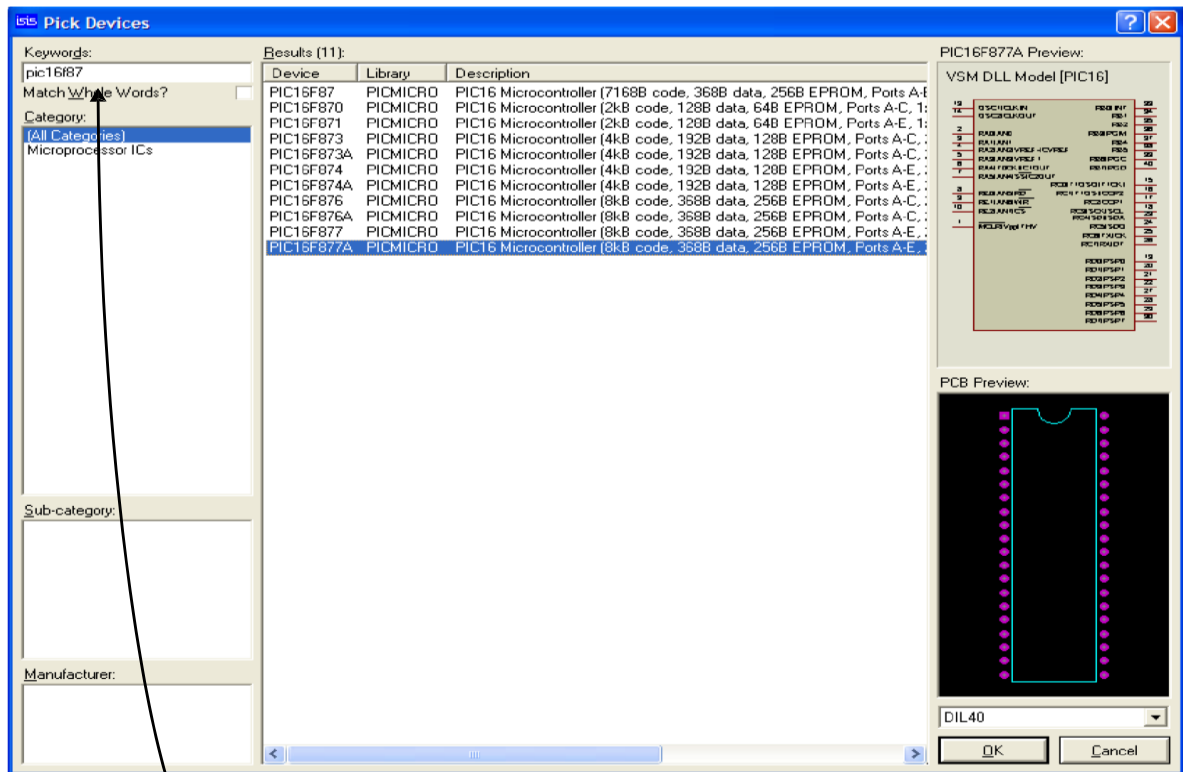 isis Pick Devices
Keywords:
pic16f87
Match Whole Words?
Category:
(All Categories)
Microprocessor ICs
Sub-category:
Manufacturer:
Results (11):
Device Library Description
PIC16F87 PICMICRO PIC16 Microcontroller (7168B code, 368B data, 256B EPROM, Ports A-
PIC16F870 PICMICRO PIC16 Microcontroller (2kB code, 128B data, 64B EPROM, Ports A-C, 1
PIC16F871 PICMICRO PIC16 Microcontroller (2kB code, 128B data, 64B EPROM, Ports A-E, 1
PIC16F873 PICMICRO PIC16 Microcontroller (4kB code, 192B data, 128B EPROM, Ports A-C,
PIC16F873A PICMICRO PIC16 Microcontroller (4kB code, 192B data, 128B EPROM, Ports A-C,
PIC16F874 PICMICRO PIC16 Microcontroller (4kB code, 192B data, 128B EPROM, Ports A-E,
PIC16F874A PICMICRO PIC16 Microcontroller (4kB code, 192B data, 128B EPROM, Ports A-E,
PIC16F876 PICMICRO PIC16 Microcontroller (8kB code, 368B data, 256B EPROM, Ports A-C,
PIC16F876A PICMICRO PIC16 Microcontroller (8kB code, 368B data, 256B EPROM, Ports A-C,
PIC16F877 PICMICRO PIC16 Microcontroller (8kB code, 368B data, 256B EPROM, Ports A-E,
PIC16F877A PICMICRO PIC16 Microcontroller (8kB code, 368B data, 256B EPROM, Ports A-E,
PIC16F877A Preview:
VSM DLL Model [PIC16]
PCB Preview:
DIL40
OK Cancel